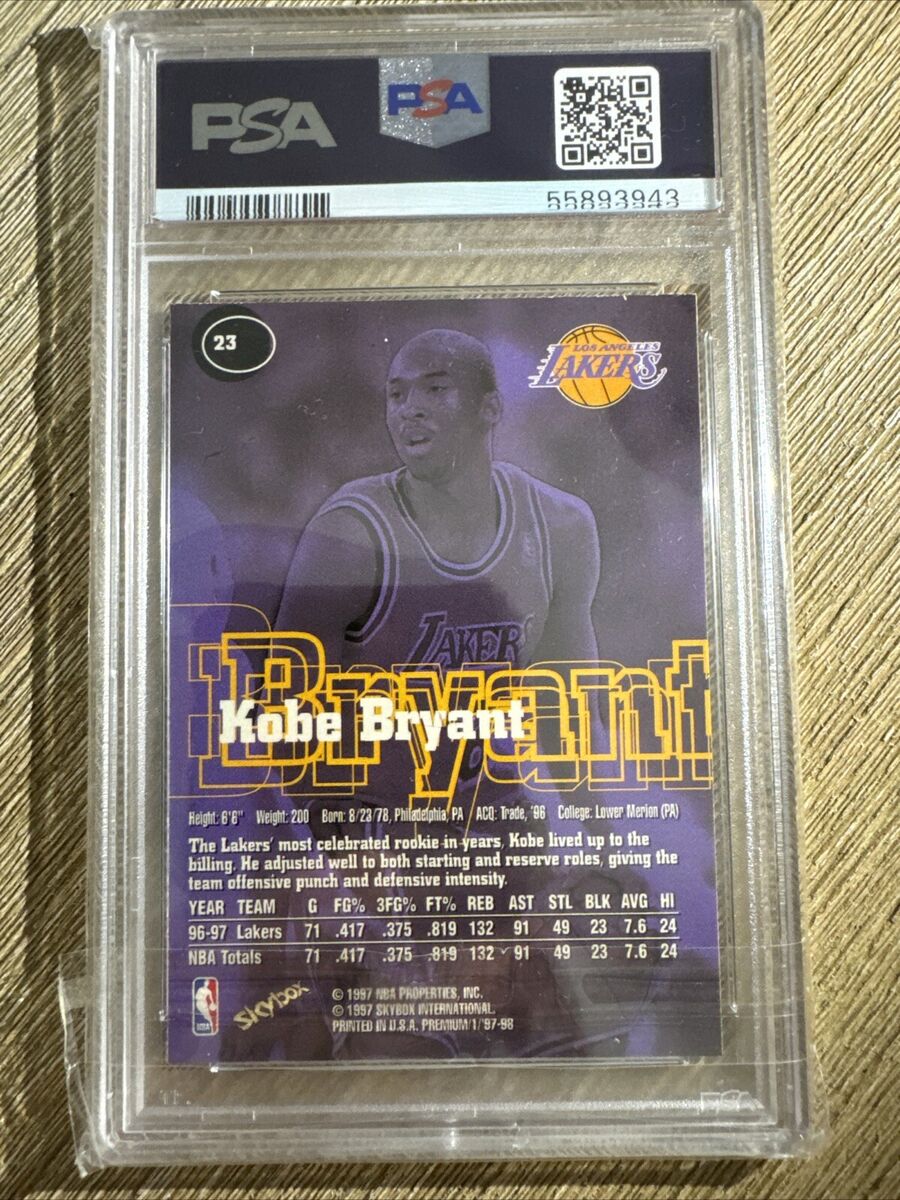 PSA
PSA
55893943
23
LOS ANGELES
LAKERS
LAKERS
Bryant
Kobe Bryant
Height: 6'6" Weight: 200 Born: 8/23/78, Philadelphia, PA ACQ: Trade, '96 College: Lower Merion (PA)
The Lakers' most celebrated rookie in years, Kobe lived up to the
billing. He adjusted well to both starting and reserve roles, giving the
team offensive punch and defensive intensity.
YEAR TEAM G FG% 3FG% FT% REB AST STL BLK AVG HI
96-97 Lakers 71 .417 .375 .819 132 91 49 23 7.6 24
NBA Totals 71 .417 .375 .819 132 91 49 23 7.6 24
NBA
Skybox
© 1997 NBA PROPERTIES, INC.
© 1997 SKYBOX INTERNATIONAL.
PRINTED IN U.S.A. PREMIUM/1/'97-98
PSA